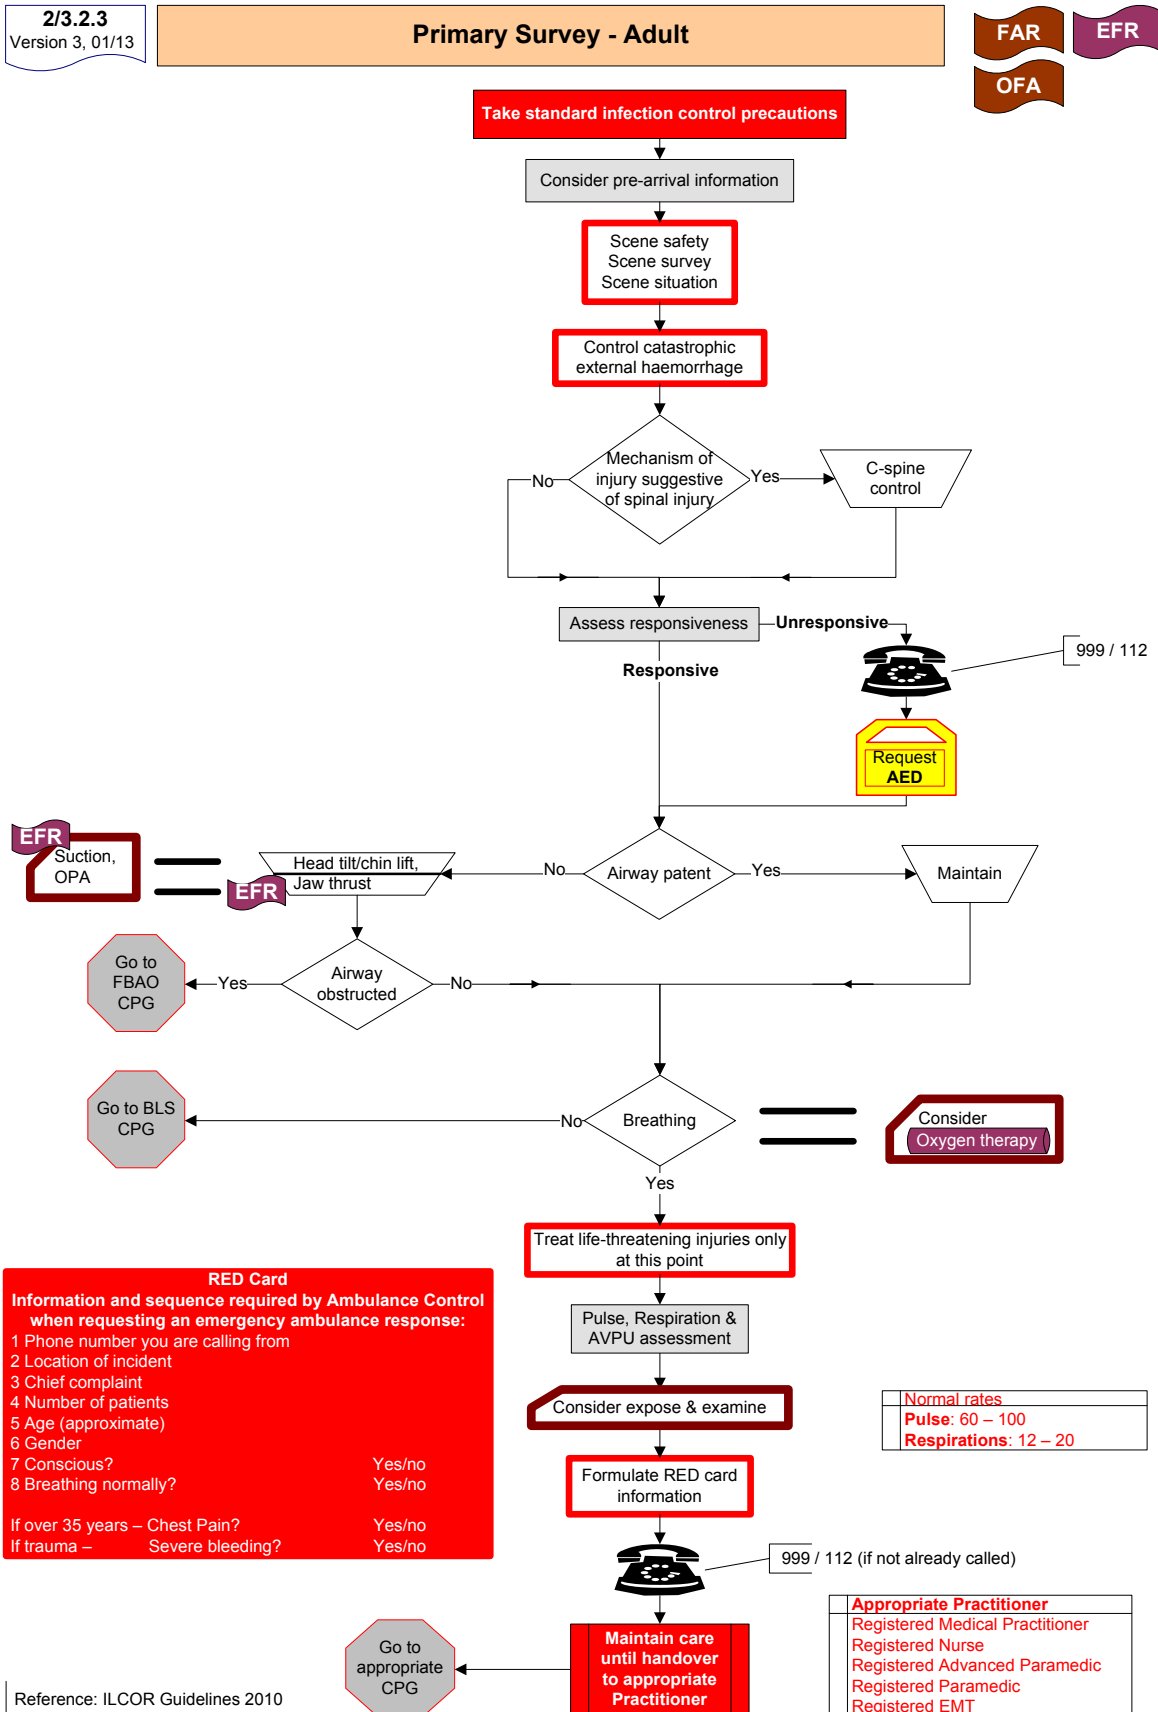 2/3.2.3
Version 3, 01/13
Primary Survey - Adult
FAR
EFR
OFA
Take standard infection control precautions
Consider pre-arrival information
Scene safety
Scene survey
Scene situation
Control catastrophic
external haemorrhage
Mechanism of
injury suggestive
of spinal injury
No
Yes
C-spine
control
Assess responsiveness
Unresponsive
999 / 112
Responsive
Request
AED
EFR
Suction,
OPA
Head tilt/chin lift,
Jaw thrust
EFR
No
Airway patent
Yes
Maintain
Go to
FBAO
CPG
Yes
Airway
obstructed
No
Go to BLS
CPG
No
Breathing
Consider
Oxygen therapy
Yes
Treat life-threatening injuries only
at this point
Pulse, Respiration &
AVPU assessment
Consider expose & examine
Formulate RED card
information
RED Card
Information and sequence required by Ambulance Control
when requesting an emergency ambulance response:
1 Phone number you are calling from
2 Location of incident
3 Chief complaint
4 Number of patients
5 Age (approximate)
6 Gender
7 Conscious? Yes/no
8 Breathing normally? Yes/no
If over 35 years – Chest Pain? Yes/no
If trauma – Severe bleeding? Yes/no
Normal rates
Pulse: 60 – 100
Respirations: 12 – 20
999 / 112 (if not already called)
Go to
appropriate
CPG
Maintain care
until handover
to appropriate
Practitioner
Appropriate Practitioner
Registered Medical Practitioner
Registered Nurse
Registered Advanced Paramedic
Registered Paramedic
Registered EMT
Reference: ILCOR Guidelines 2010